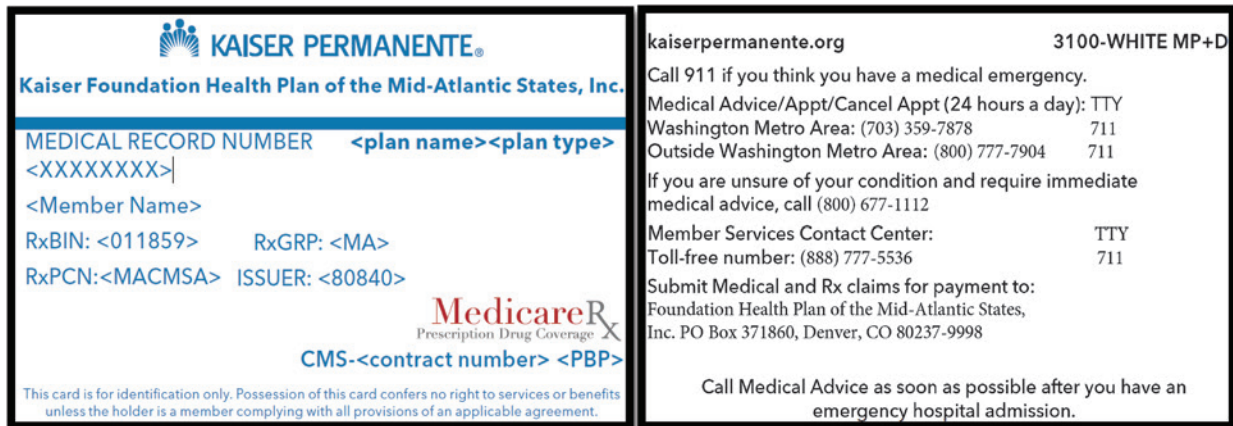 KAISER PERMANENTE®
Kaiser Foundation Health Plan of the Mid-Atlantic States, Inc.
MEDICAL RECORD NUMBER <plan name><plan type>
<XXXXXXXX>
<Member Name>
RxBIN: <011859> RxGRP: <MA>
RxPCN:<MACMSA> ISSUER: <80840>
MedicareRx
Prescription Drug Coverage
CMS-<contract number> <PBP>
This card is for identification only. Possession of this card confers no right to services or benefits
unless the holder is a member complying with all provisions of an applicable agreement.
kaiserpermanente.org 3100-WHITE MP+D
Call 911 if you think you have a medical emergency.
Medical Advice/Appt/Cancel Appt (24 hours a day): TTY
Washington Metro Area: (703) 359-7878 711
Outside Washington Metro Area: (800) 777-7904 711
If you are unsure of your condition and require immediate
medical advice, call (800) 677-1112
Member Services Contact Center: TTY
Toll-free number: (888) 777-5536 711
Submit Medical and Rx claims for payment to:
Foundation Health Plan of the Mid-Atlantic States,
Inc. PO Box 371860, Denver, CO 80237-9998
Call Medical Advice as soon as possible after you have an
emergency hospital admission.